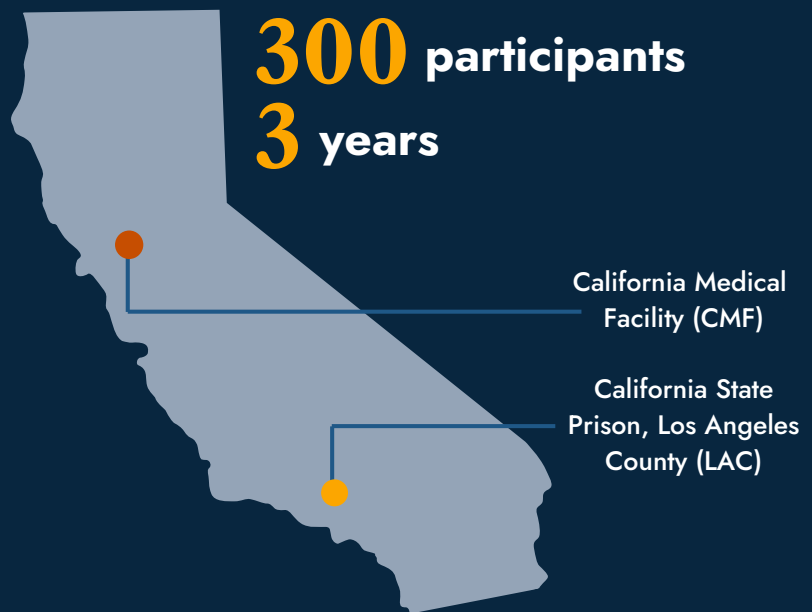 300 participants
3 years
California Medical
Facility (CMF)
California State
Prison, Los Angeles
County (LAC)